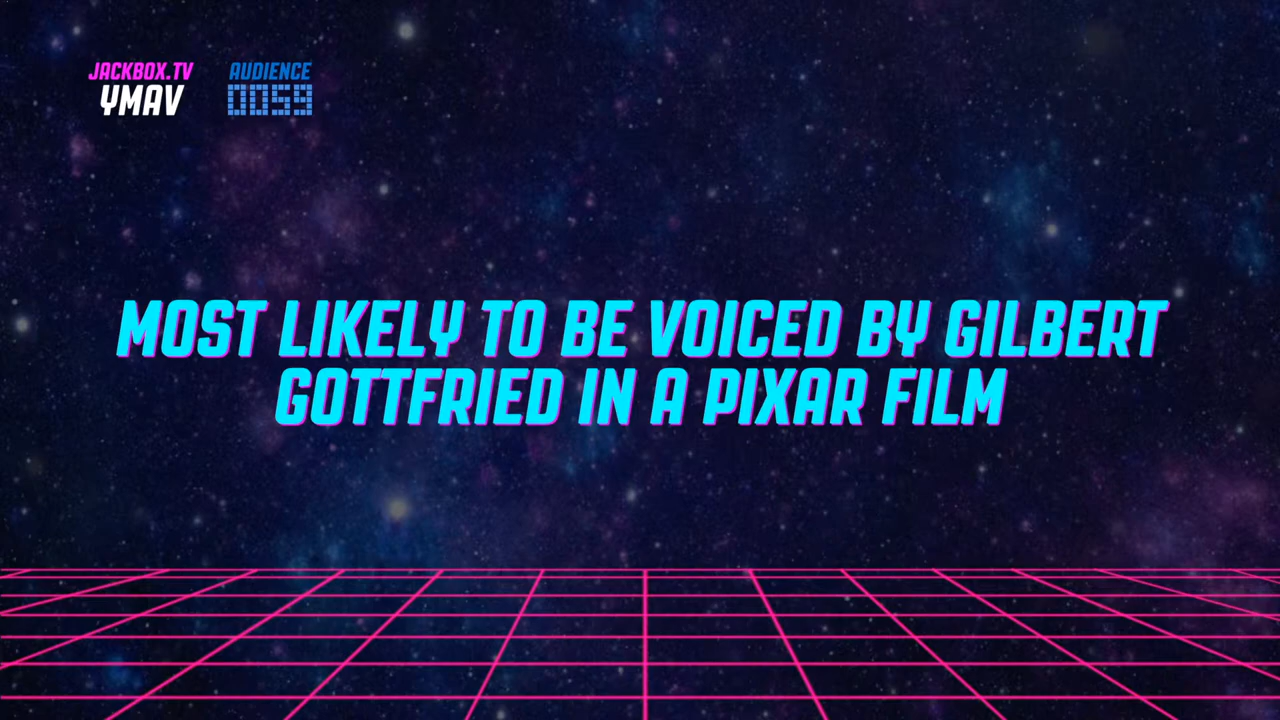 JACKBOX.TV
YMAV
AUDIENCE
0059
MOST LIKELY TO BE VOICED BY GILBERT
GOTTFRIED IN A PIXAR FILM